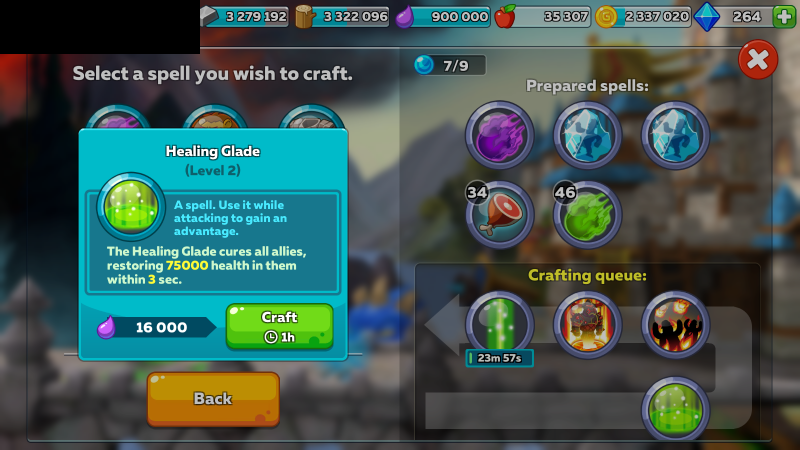 3 279 192
3 322 096
900 000
35 307
2 337 020
264
Select a spell you wish to craft.
7/9
Prepared spells:
Healing Glade
(Level 2)
A spell. Use it while
attacking to gain an
advantage.
The Healing Glade cures all allies,
restoring 75000 health in them
within 3 sec.
16 000
Craft
1h
Back
34
46
Crafting queue:
23m 57s